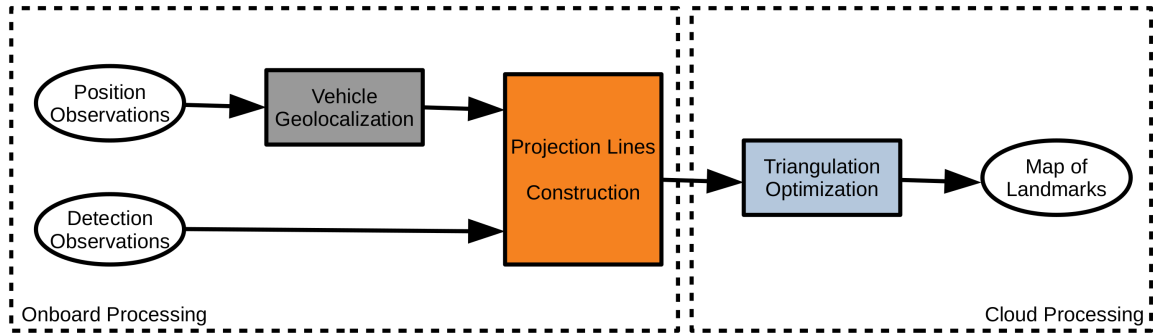 Position
Observations
Vehicle
Geolocalization
Detection
Observations
Projection Lines
Construction
Triangulation
Optimization
Map of
Landmarks
Onboard Processing
Cloud Processing